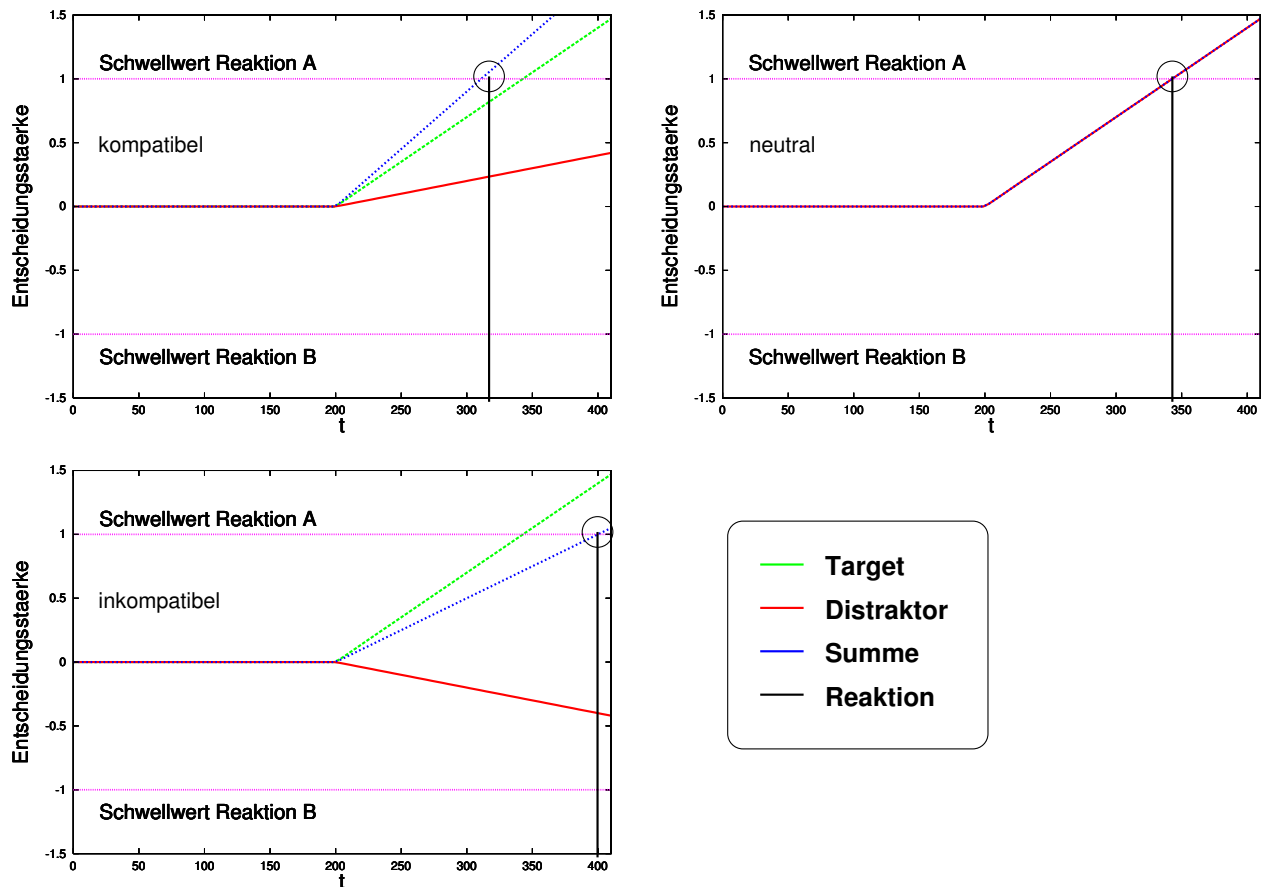 1.5
Schwellwert Reaktion A
1
kompatibel
0.5
0
-0.5
-1
Schwellwert Reaktion B
-1.5
0 50 100 150 200 250 300 350 400
t
Entscheidungsstaerke
1.5
Schwellwert Reaktion A
1
neutral
0.5
0
-0.5
-1
Schwellwert Reaktion B
-1.5
0 50 100 150 200 250 300 350 400
t
Entscheidungsstaerke
1.5
Schwellwert Reaktion A
1
inkompatibel
0.5
0
-0.5
-1
Schwellwert Reaktion B
-1.5
0 50 100 150 200 250 300 350 400
t
Entscheidungsstaerke
Target
Distraktor
Summe
Reaktion